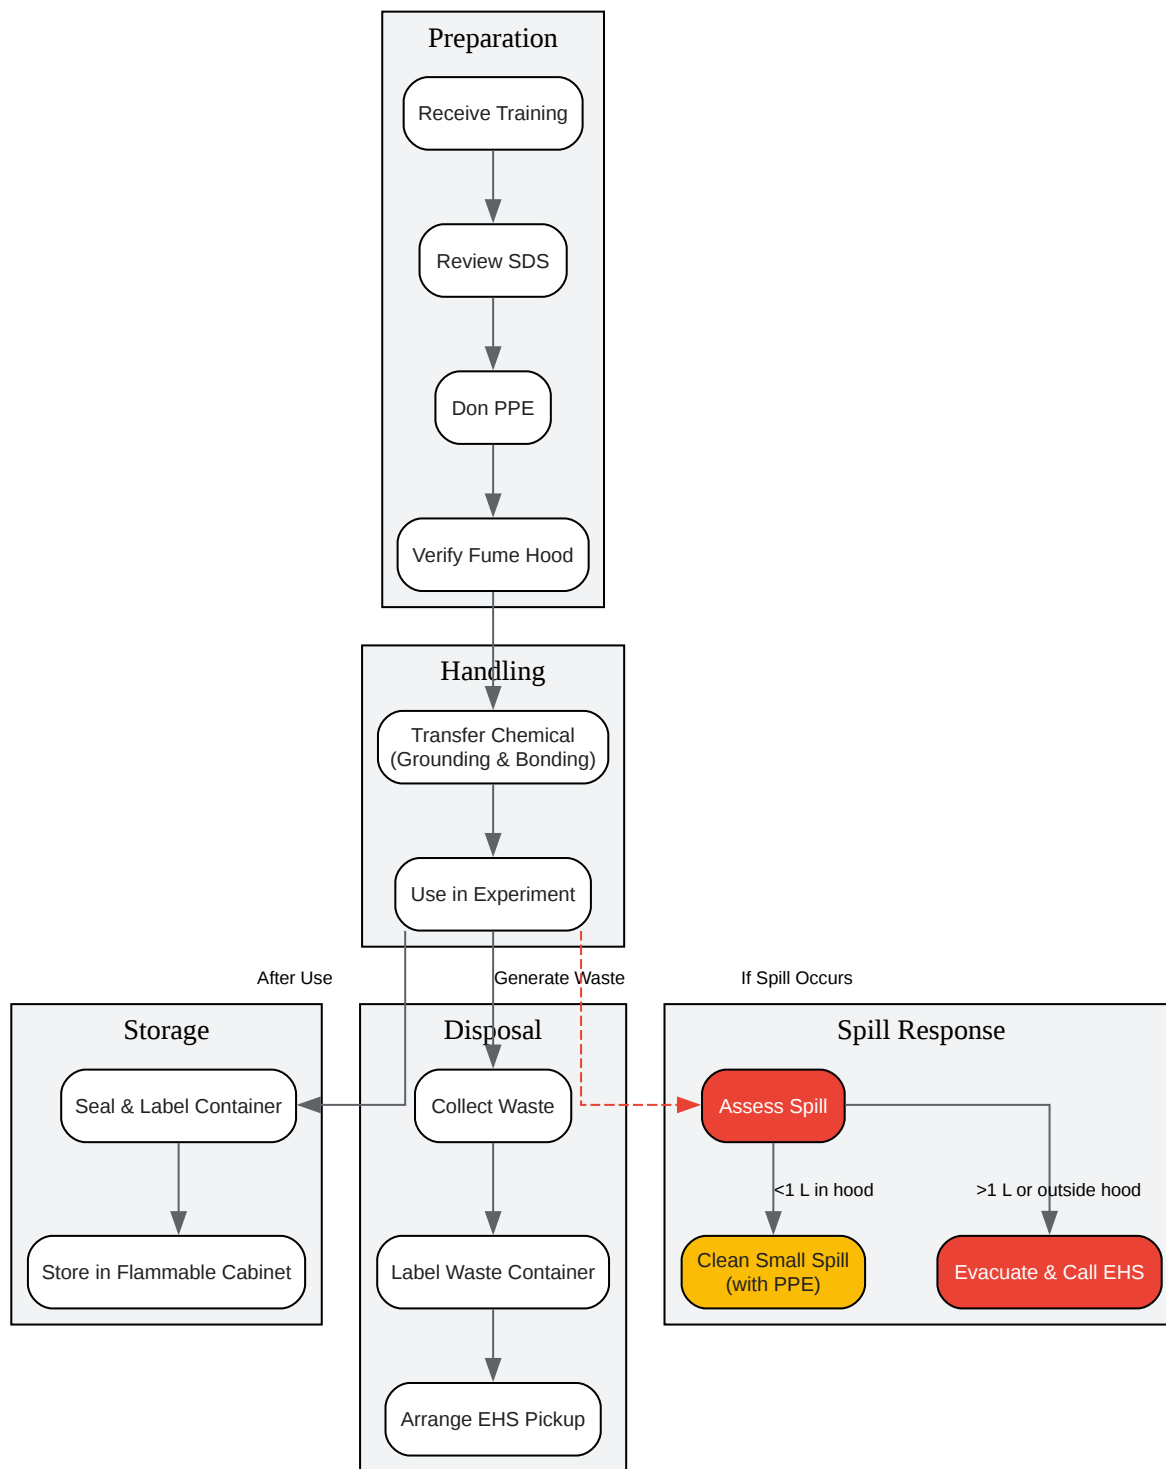 Preparation
Receive Training
Review SDS
Don PPE
Verify Fume Hood
Handling
Transfer Chemical
(Grounding & Bonding)
Use in Experiment
After Use
Generate Waste
If Spill Occurs
Storage
Seal & Label Container
Store in Flammable Cabinet
Disposal
Collect Waste
Label Waste Container
Arrange EHS Pickup
Spill Response
Assess Spill
<1 L in hood
>1 L or outside hood
Clean Small Spill
(with PPE)
Evacuate & Call EHS